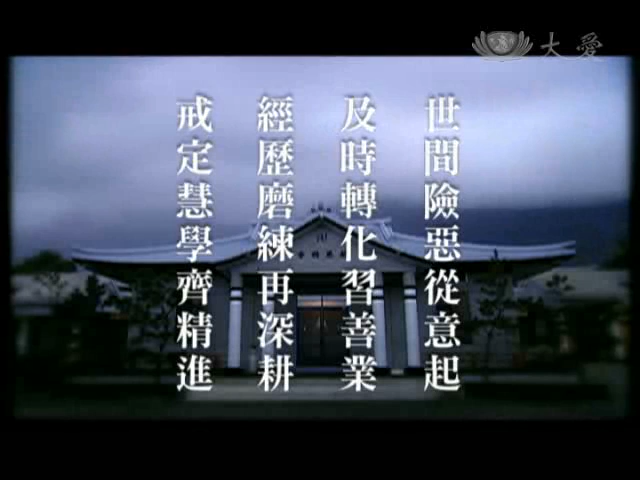 大愛
世間險惡從意起
及時轉化習善業
經歷磨練再深耕
戒定慧學齊精進